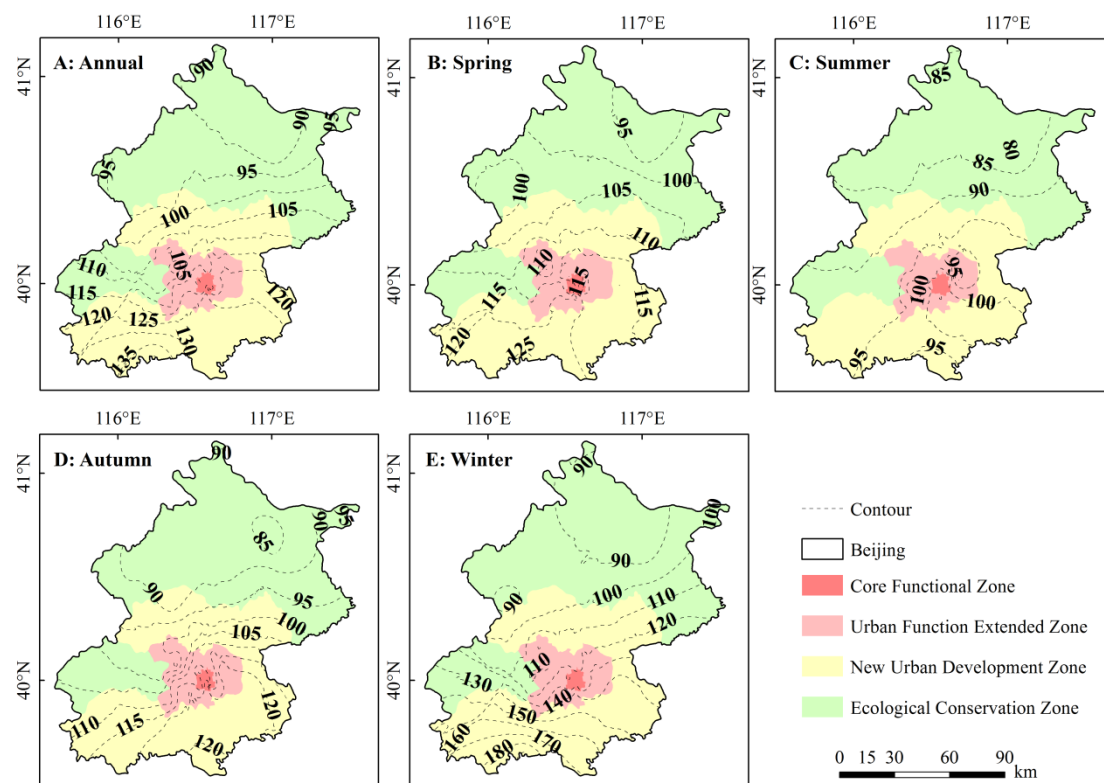 116°E 117°E 116°E 117°E 116°E 117°E
A: Annual
B: Spring
C: Summer
41°N
41°N
41°N
40°N
40°N
40°N
90
90
95
95
95
100
105
105
110
115
120
125
120
130
135
95
100
100
105
110
110
115
115
115
120
125
85
80
85
90
95
100
100
95
95
116°E 117°E 116°E 117°E
D: Autumn
E: Winter
41°N
41°N
40°N
40°N
90
90
95
85
90
95
100
105
110
115
120
120
90
100
90
90
100
110
120
110
130
140
150
160
170
180
Contour
Beijing
Core Functional Zone
Urban Function Extended Zone
New Urban Development Zone
Ecological Conservation Zone
0 15 30 60 90
km